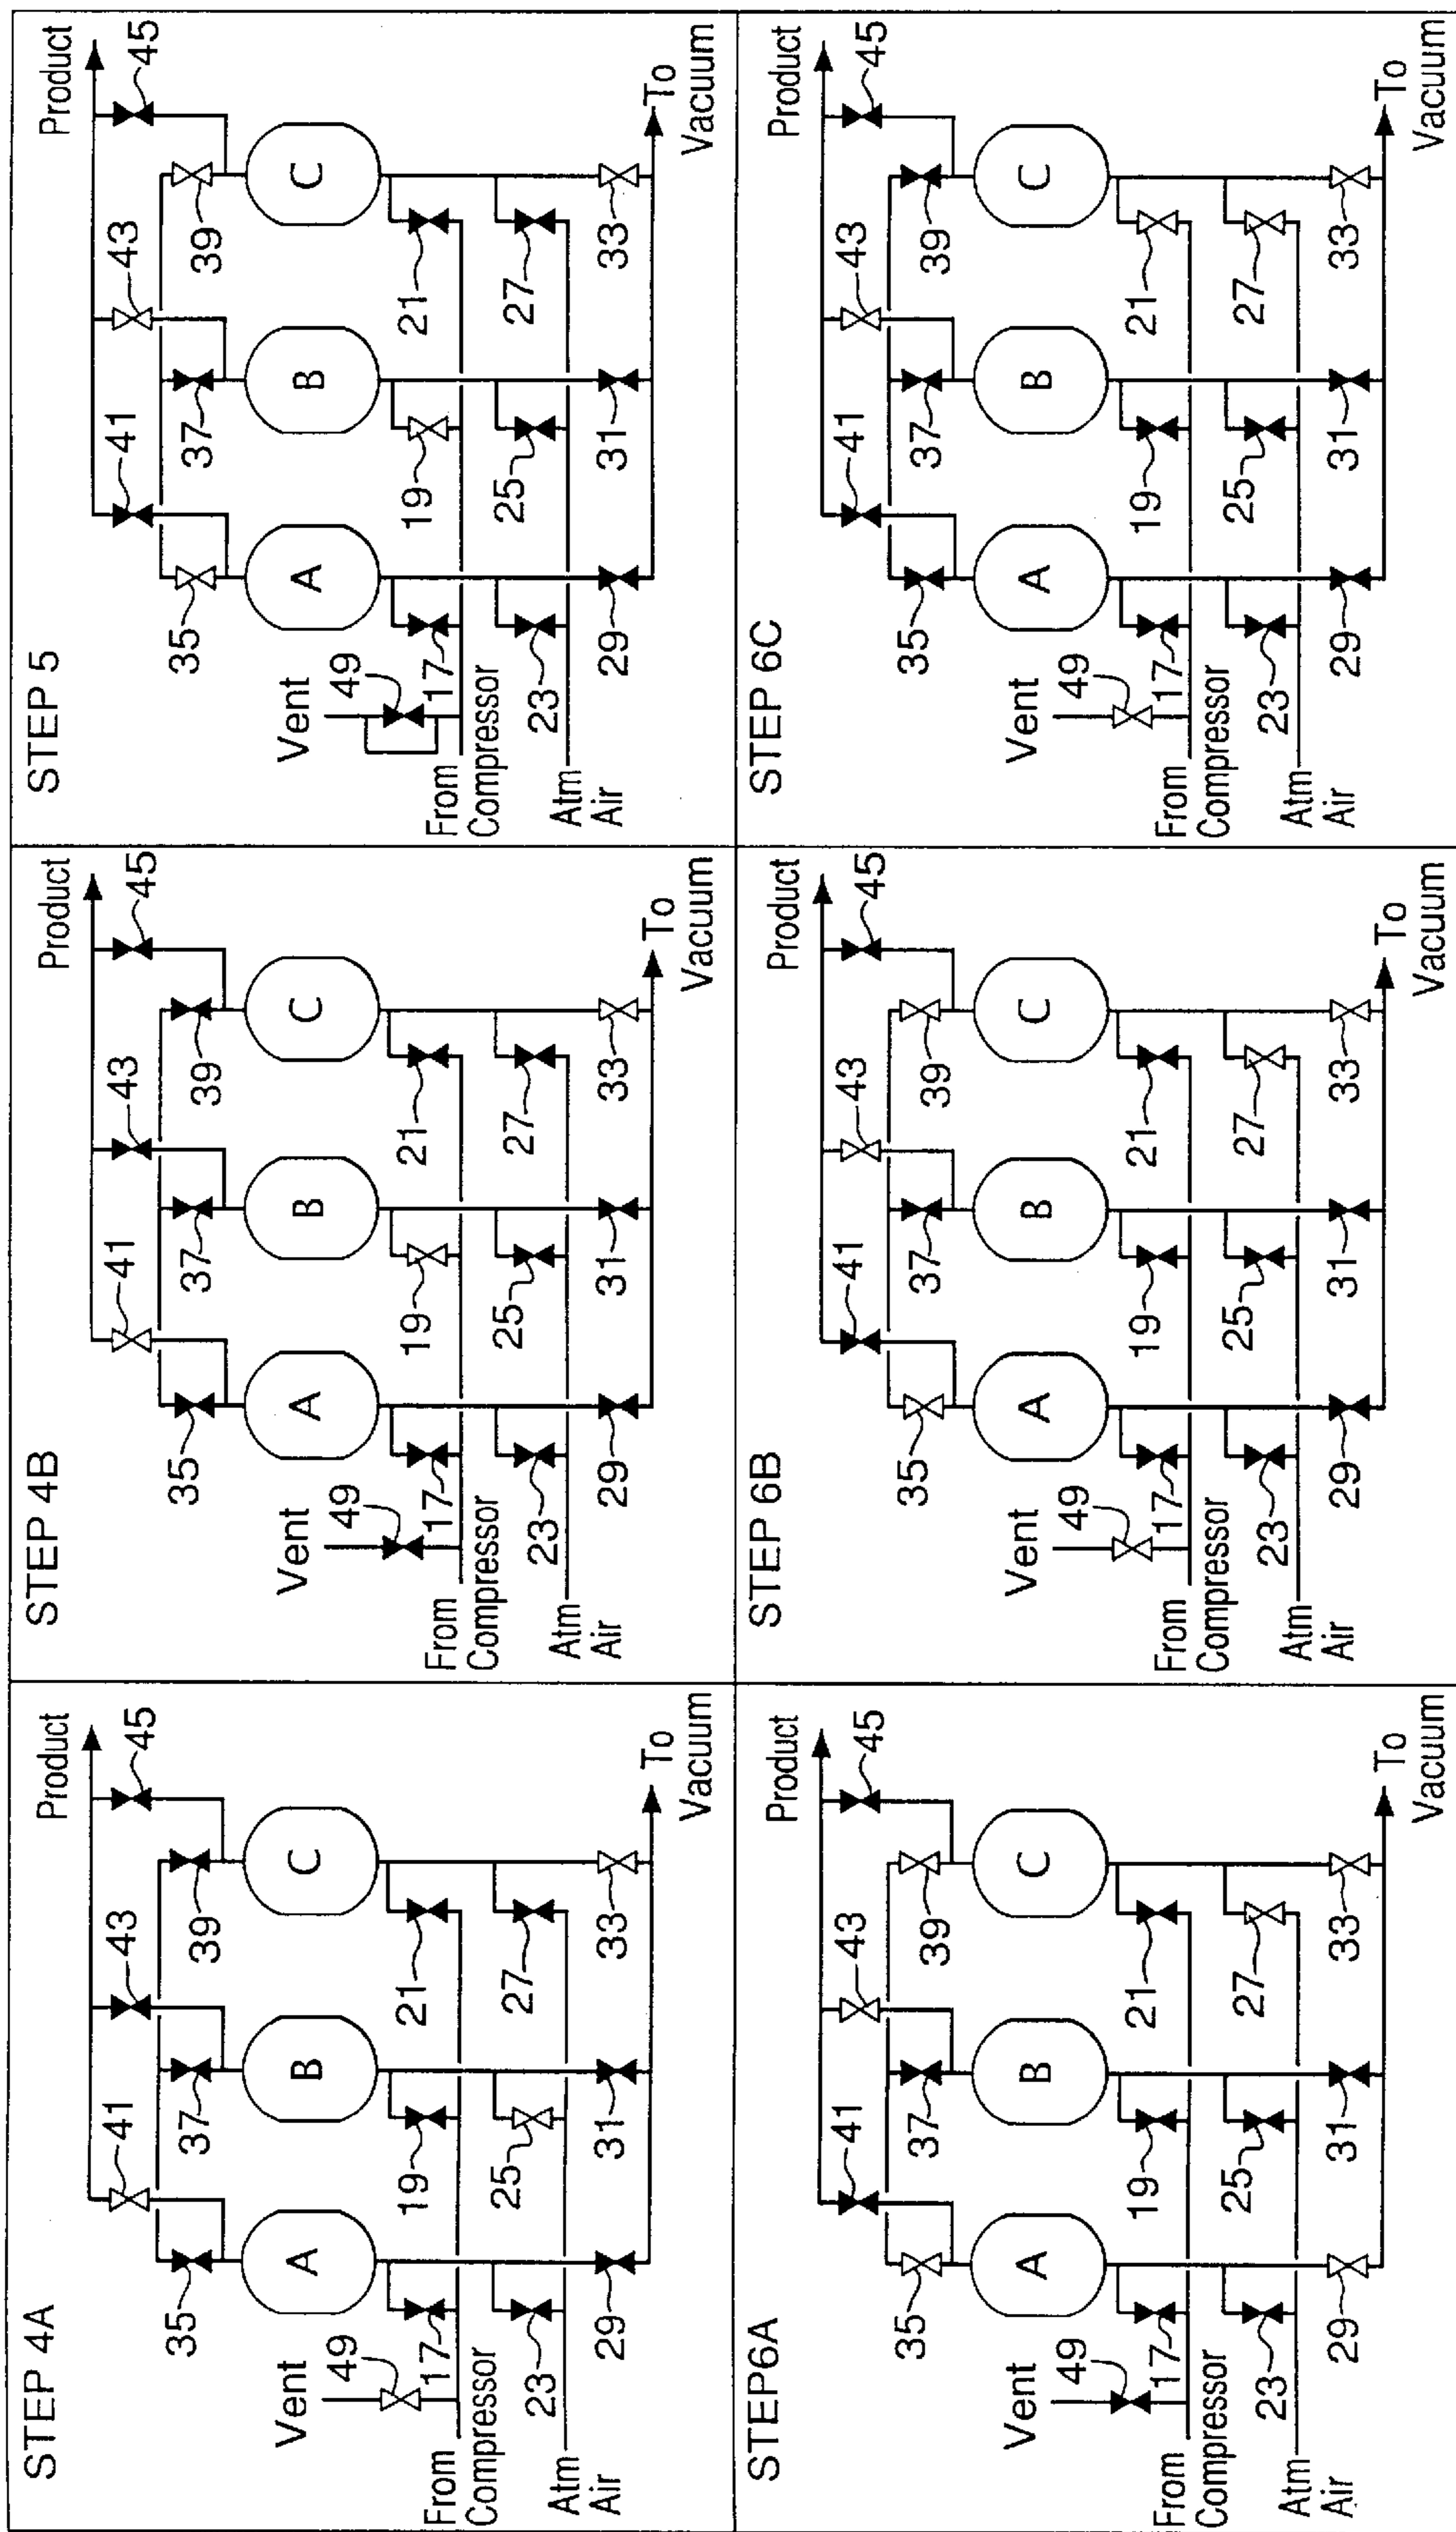 STEP 4A
Product
45
43
41
39
37
35
C
B
A
Vent
49
21
19
17
From
Compressor
27
25
23
Atm
Air
33
31
29
To
Vacuum
STEP 4B
Product
45
43
41
39
37
35
C
B
A
Vent
49
21
19
17
From
Compressor
27
25
23
Atm
Air
33
31
29
To
Vacuum
STEP 5
Product
45
43
41
39
37
35
C
B
A
Vent
49
21
19
17
From
Compressor
27
25
23
Atm
Air
33
31
29
To
Vacuum
STEP6A
Product
45
43
41
39
37
35
C
B
A
Vent
49
21
19
17
From
Compressor
27
25
23
Atm
Air
33
31
29
To
Vacuum
STEP 6B
Product
45
43
41
39
37
35
C
B
A
Vent
49
21
19
17
From
Compressor
27
25
23
Atm
Air
33
31
29
To
Vacuum
STEP 6C
Product
45
43
41
39
37
35
C
B
A
Vent
49
21
19
17
From
Compressor
27
25
23
Atm
Air
33
31
29
To
Vacuum